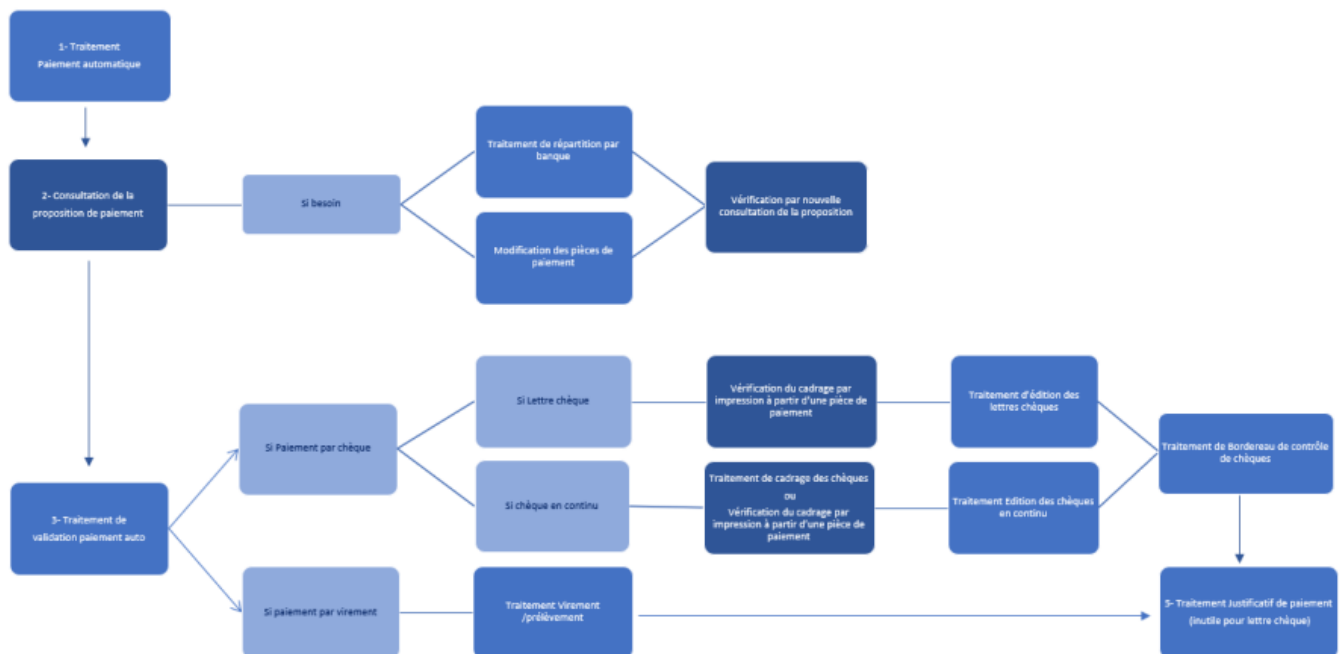 1- Traitement
Paiement automatique
2- Consultation de la
proposition de paiement
Si besoin
Traitement de répartition par
banque
Modification des pièces de
paiement
Vérification par nouvelle
consultation de la proposition
3- Traitement de
validation paiement auto
Si Paiement par chèque
Si Lettre chèque
Vérification du cadrage par
impression à partir d'une pièce de
paiement
Traitement d'édition des
lettres chèques
Si chèque en continu
Traitement de cadrage des chèques
ou
Vérification du cadrage par
impression à partir d'une pièce de
paiement
Traitement Edition des chèques
en continu
Traitement de Bordereau de contrôle
de chèques
Si paiement par virement
Traitement Virement
/prélèvement
5- Traitement Justificatif de paiement
(inutile pour lettre chèque)